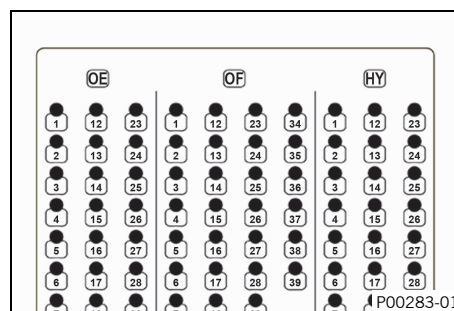 OE OF HY
1 12 23 1 12 23 34 1 12 23
2 13 24 2 13 24 35 2 13 24
3 14 25 3 14 25 36 3 14 25
4 15 26 4 15 26 37 4 15 26
5 16 27 5 16 27 38 5 16 27
6 17 28 6 17 28 39 6 17 28
P00283-01